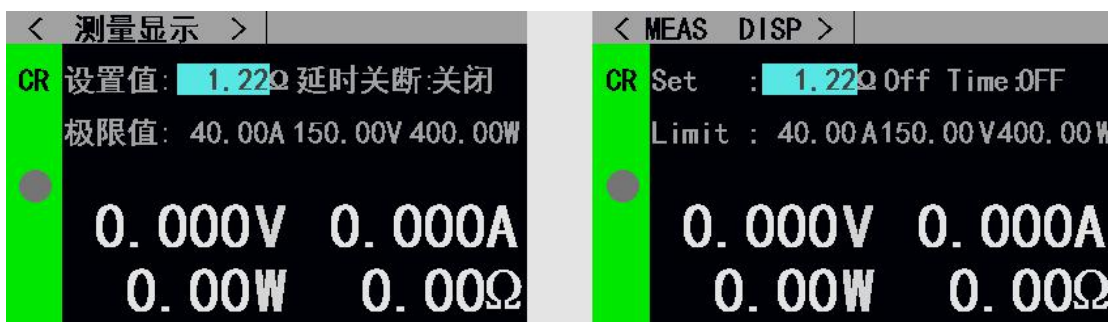 < 测量显示 >
CR 设置值: 1.22Ω 延时关断:关闭
极限值: 40.00A 150.00V 400.00W
0.000V 0.000A
0.00W 0.00Ω
< MEAS DISP >
CR Set : 1.22Ω Off Time:OFF
Limit : 40.00A 150.00V 400.00W
0.000V 0.000A
0.00W 0.00Ω